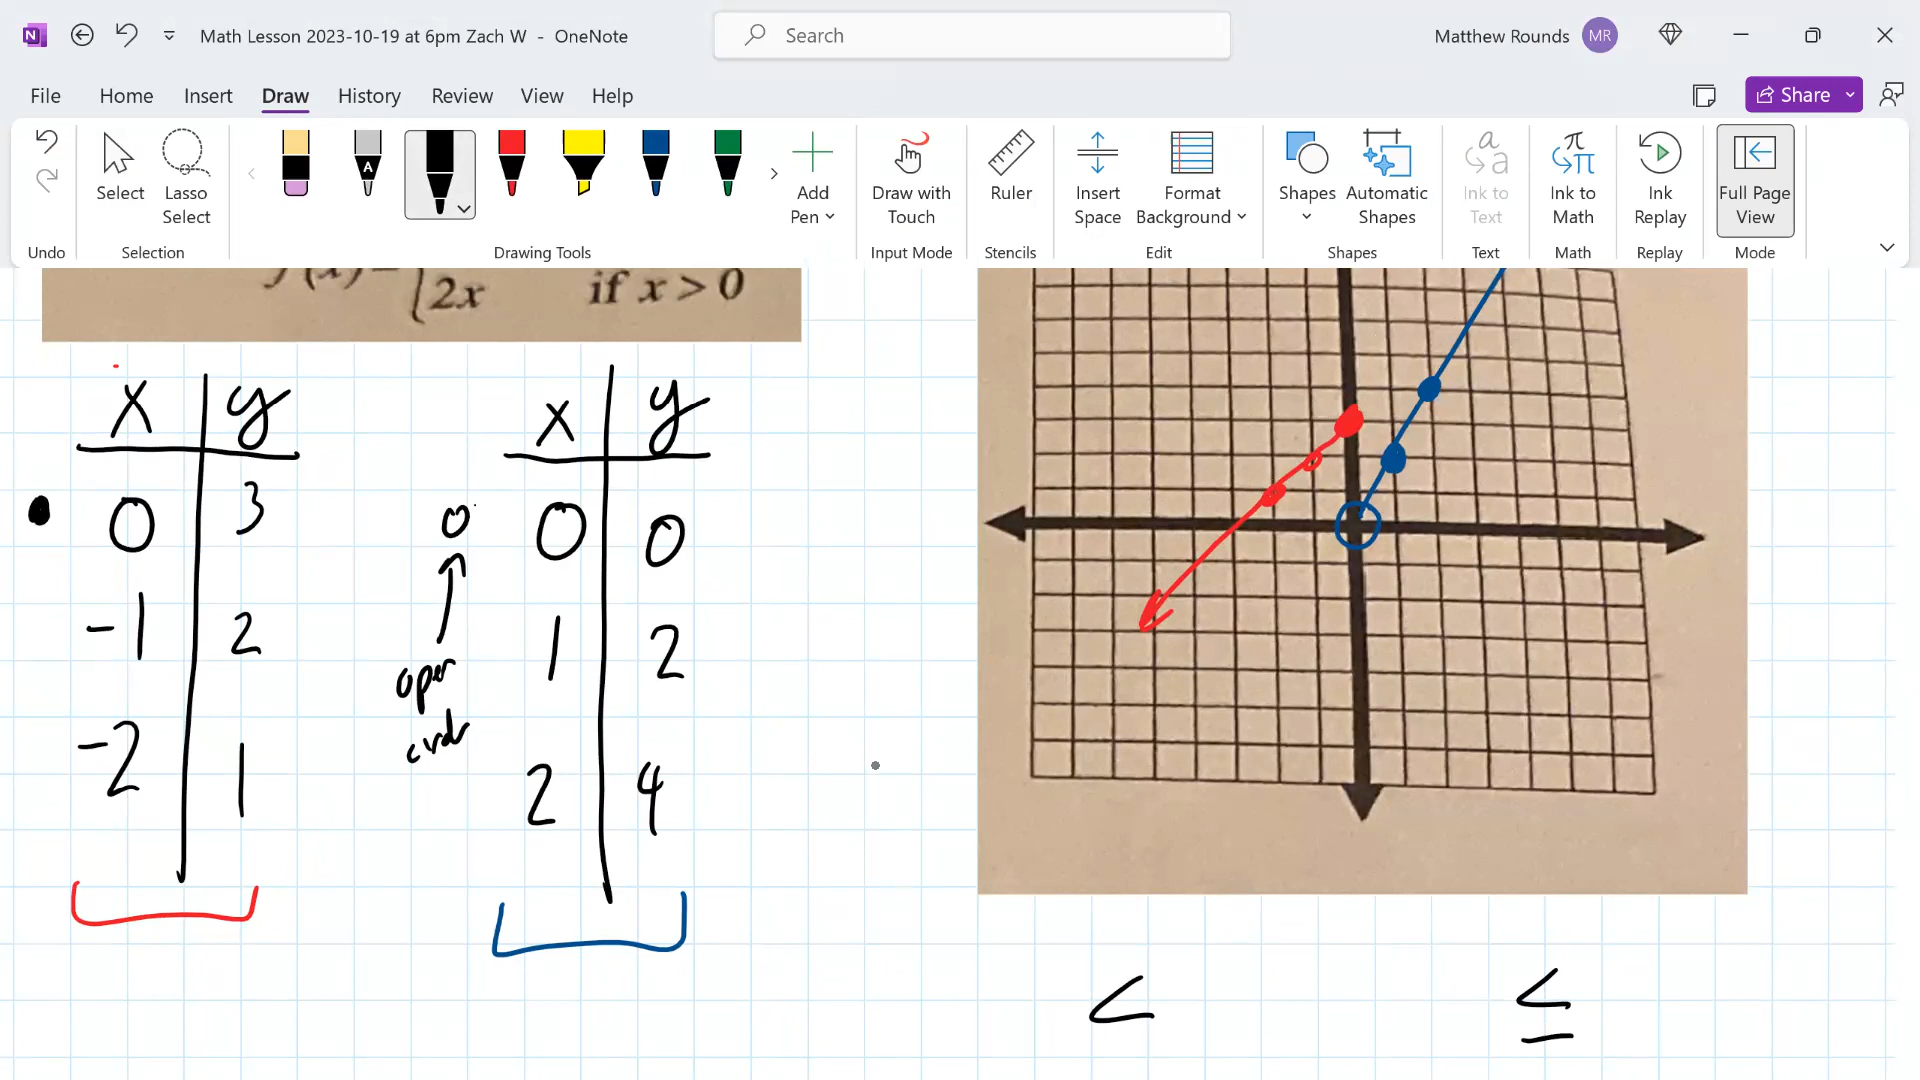 Math Lesson 2023-10-19 at 6pm Zach W - OneNote
Search
Matthew Rounds MR
File Home Insert Draw History Review View Help
Share
Select
Lasso Select
A
Add Pen
Draw with Touch
Ruler
Insert Space
Format Background
Shapes
Automatic Shapes
Ink to Text
Ink to Math
Ink Replay
Full Page View
Undo Selection Drawing Tools Input Mode Stencils Edit Shapes Text Math Replay Mode
f(x)={2x if x > 0
x y
0 3
-1 2
-2 1
x y
0 0 0
1 2
2 4
open
circle
< ≤